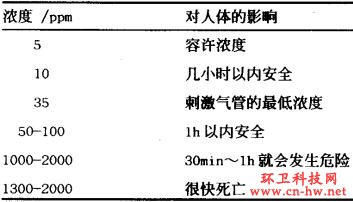 浓度 /ppm 对人体的影响
5 容许浓度
10 几小时以内安全
35 刺激气管的最低浓度
50-100 1h 以内安全
1000-2000 30min～1h 就会发生危险
1300-2000 很快死亡
环卫科技网
www.cn-hw.net